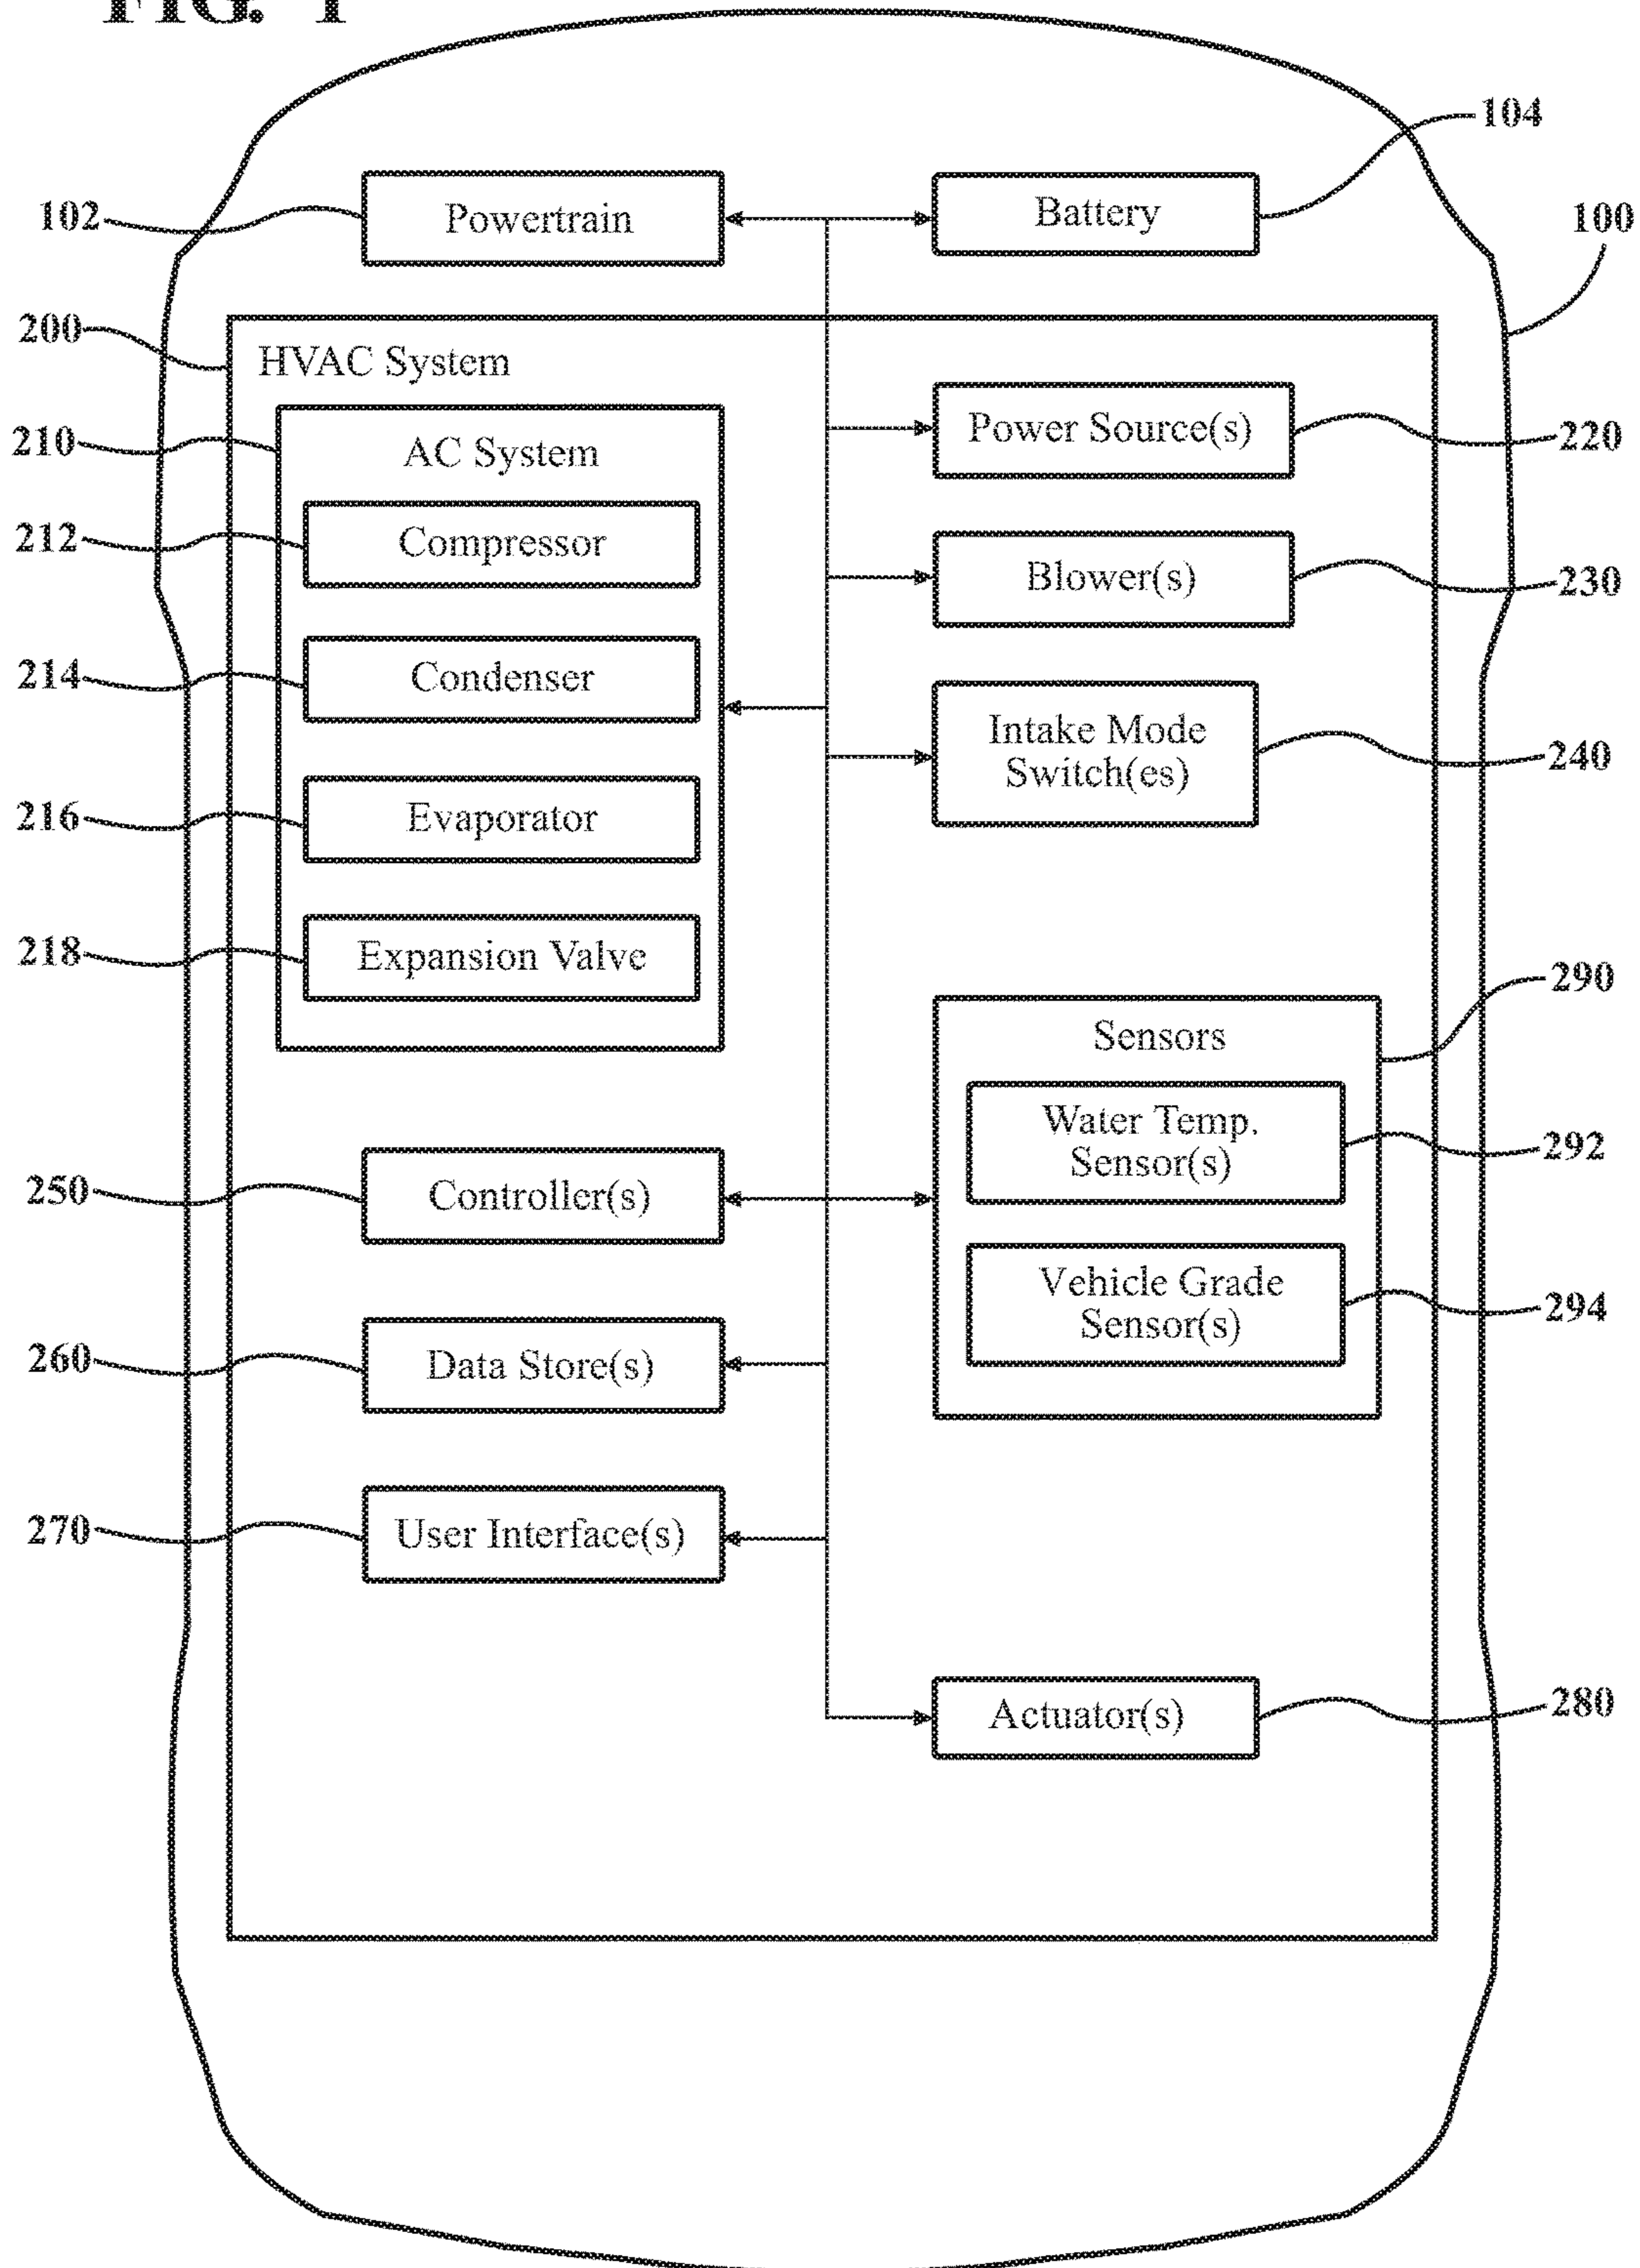 FIG. 1
104
102
Powertrain
Battery
100
200
HVAC System
210
AC System
Power Source(s)
220
212
Compressor
Blower(s)
230
214
Condenser
Intake Mode
Switch(es)
240
216
Evaporator
218
Expansion Valve
290
Sensors
Water Temp.
Sensor(s)
292
250
Controller(s)
Vehicle Grade
Sensor(s)
294
260
Data Store(s)
270
User Interface(s)
Actuator(s)
280